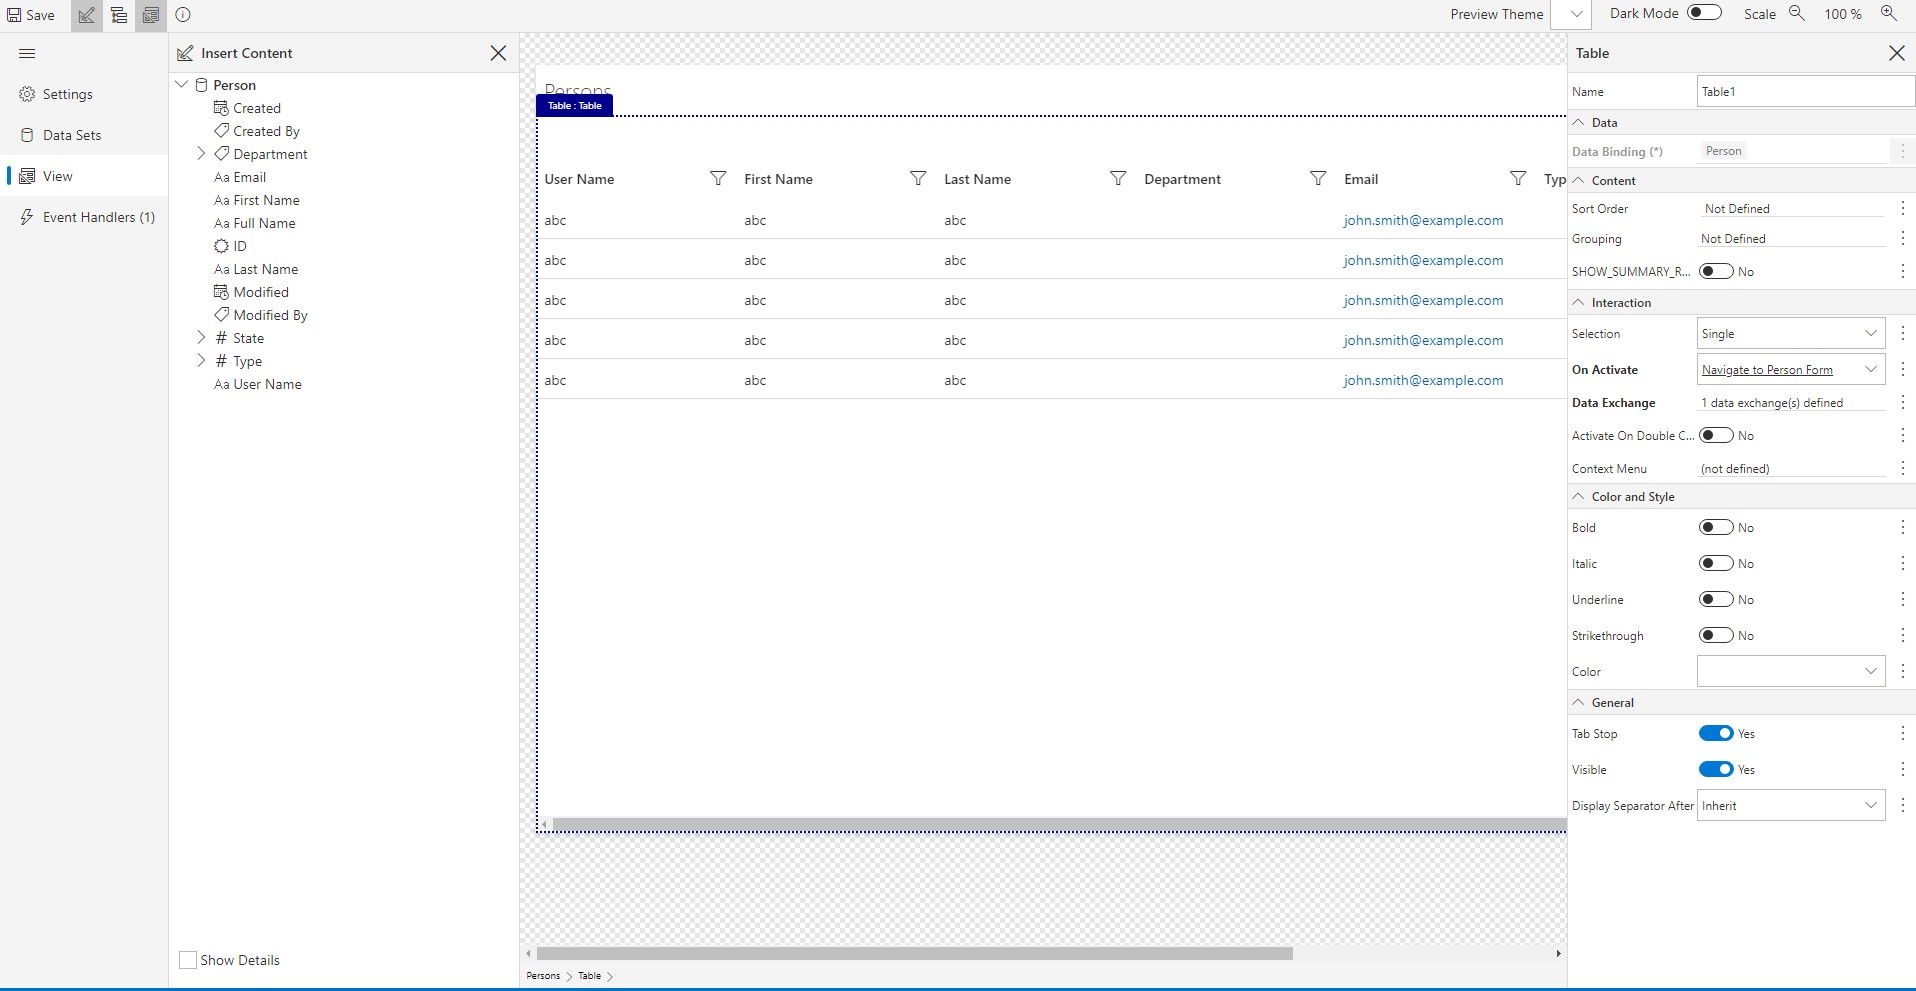 Save
Preview Theme
Dark Mode
Scale
100 %
Settings
Data Sets
View
Event Handlers (1)
Insert Content
Person
Created
Created By
Department
Aa Email
Aa First Name
Aa Full Name
ID
Aa Last Name
Modified
Modified By
# State
# Type
Aa User Name
Show Details
Persons
Table : Table
User Name First Name Last Name Department Email Typ
abc abc abc john.smith@example.com
abc abc abc john.smith@example.com
abc abc abc john.smith@example.com
abc abc abc john.smith@example.com
abc abc abc john.smith@example.com
Persons Table
Table
Name Table1
Data
Data Binding (*) Person
Content
Sort Order Not Defined
Grouping Not Defined
SHOW_SUMMARY_R... No
Interaction
Selection Single
On Activate Navigate to Person Form
Data Exchange 1 data exchange(s) defined
Activate On Double C... No
Context Menu (not defined)
Color and Style
Bold No
Italic No
Underline No
Strikethrough No
Color
General
Tab Stop Yes
Visible Yes
Display Separator After Inherit